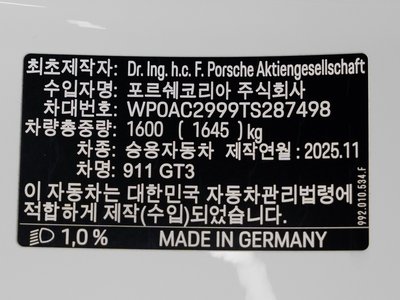 최초제작자: Dr. Ing. h.c. F. Porsche Aktiengesellschaft
수입자명: 포르쉐코리아 주식회사
차대번호: WP0AC2999TS287498
차량총중량: 1600 ( 1645) kg
차종: 승용자동차 제작연월: 2025.11
차명: 911 GT3
이 자동차는 대한민국 자동차관리법령에
적합하게 제작(수입)되었습니다.
1,0 % MADE IN GERMANY
992.010.534.F